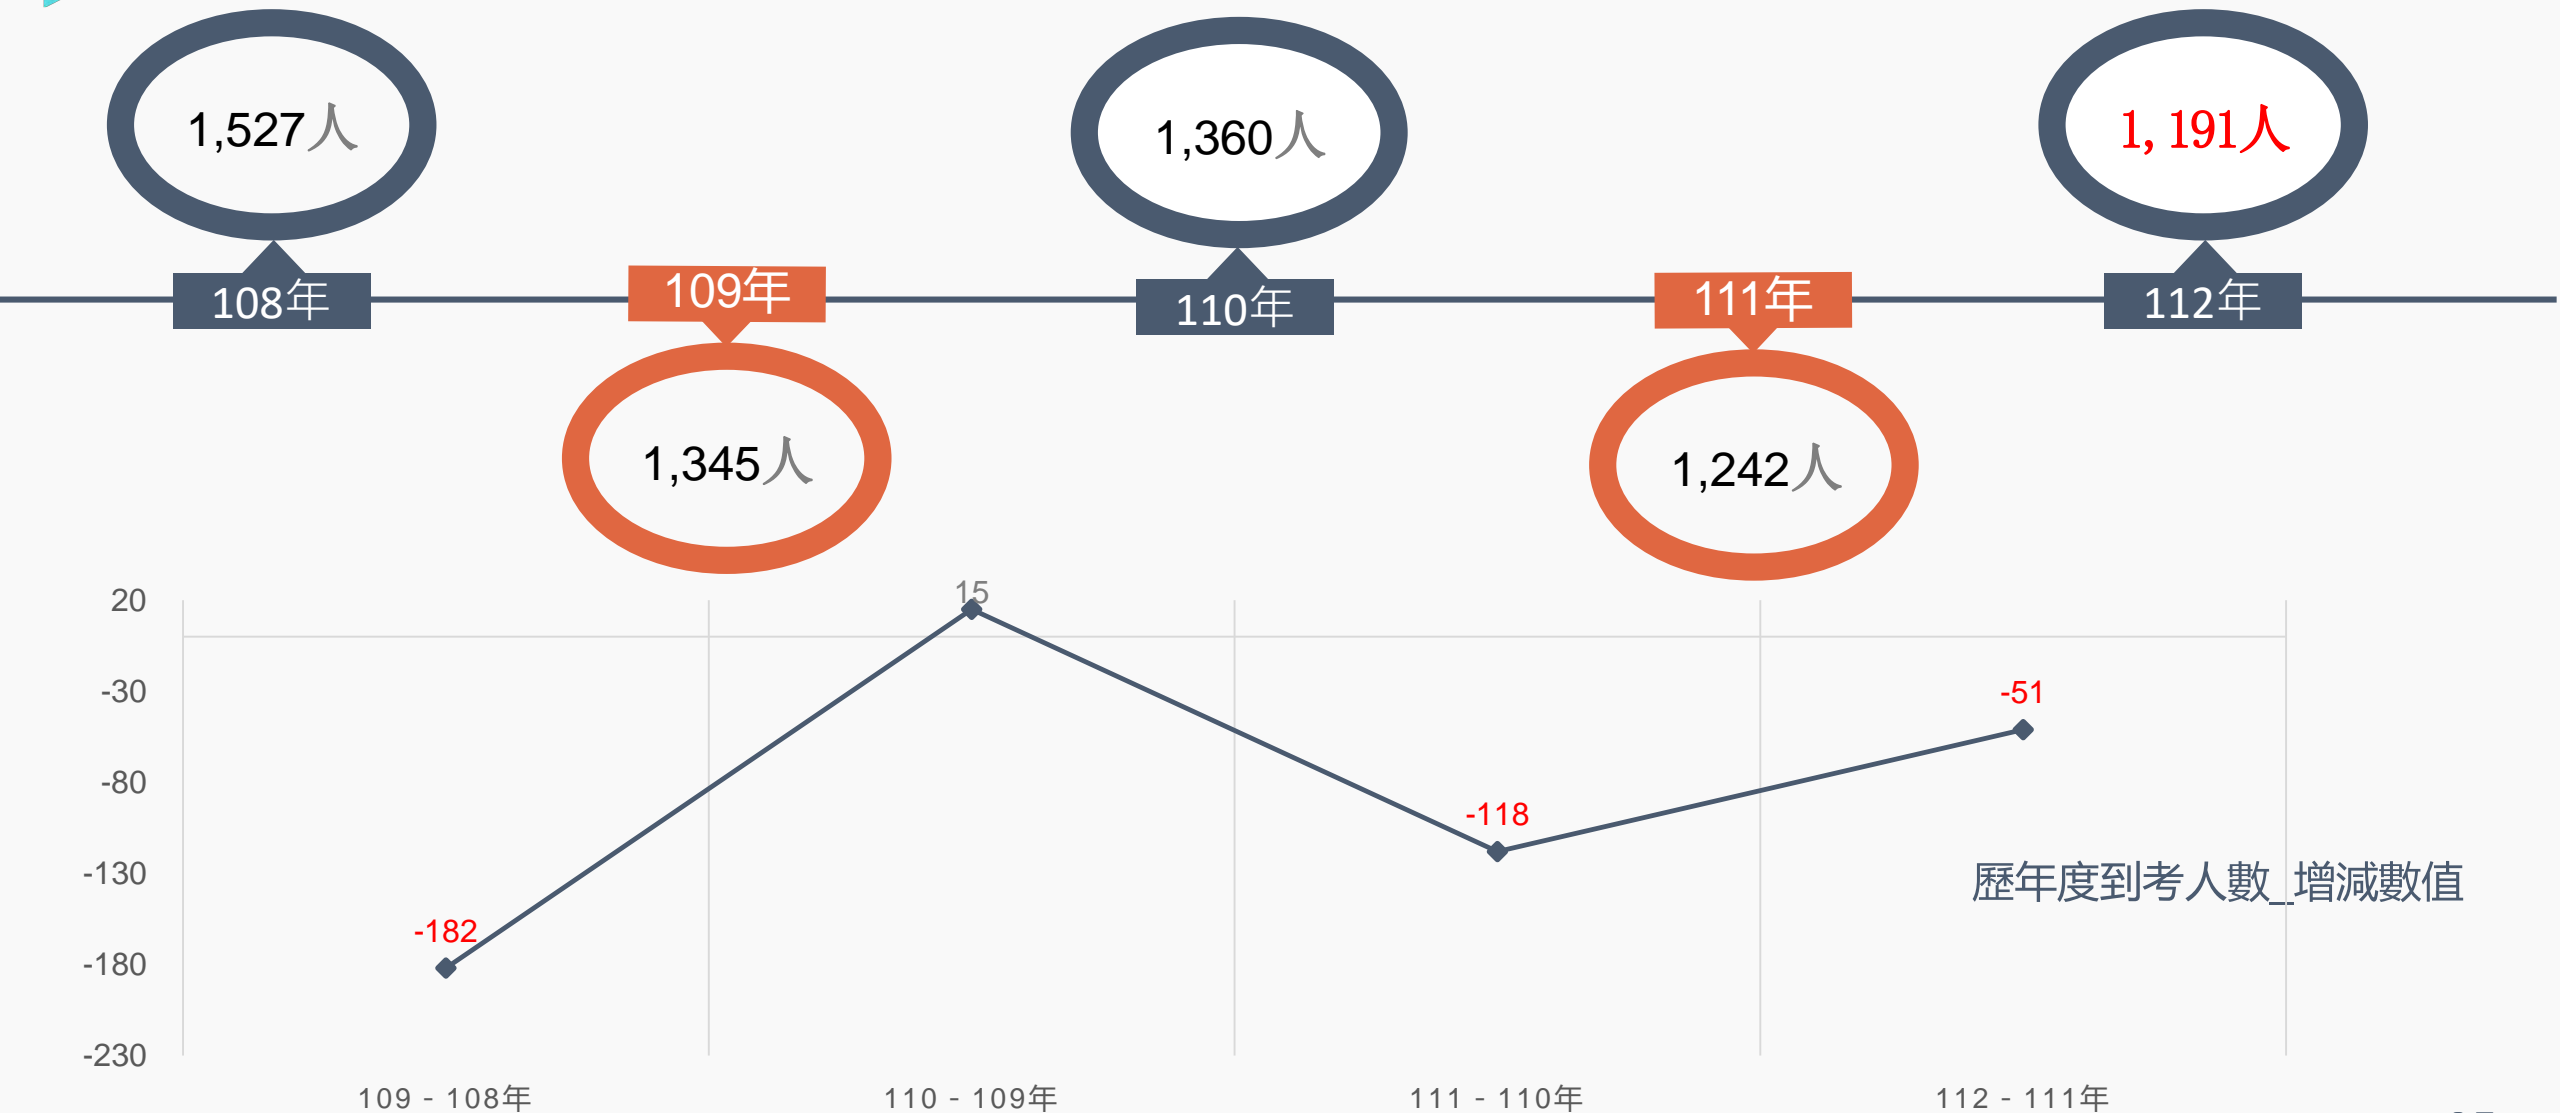 1,527人
1,360人
1,191人
108年
109年
110年
111年
112年
1,345人
1,242人
20
-30
-80
-130
-180
-230
15
-51
-118
-182
歷年度到考人數_增減數值
109 - 108年
110 - 109年
111 - 110年
112 - 111年